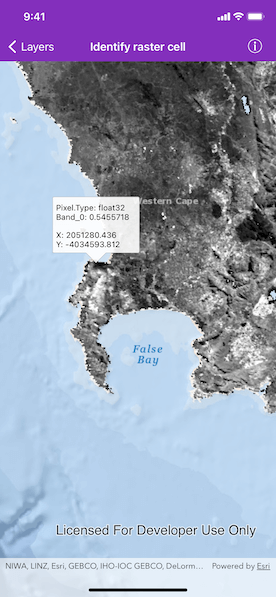 9:41
Layers
Identify raster cell
Western Cape
Pixel.Type: float32
Band_0: 0.5455718
X: 2051280.436
Y: -4034593.812
False
Bay
Licensed For Developer Use Only
NIWA, LINZ, Esri, GEBCO, IHO-IOC GEBCO, DeLorm... Powered by Esri